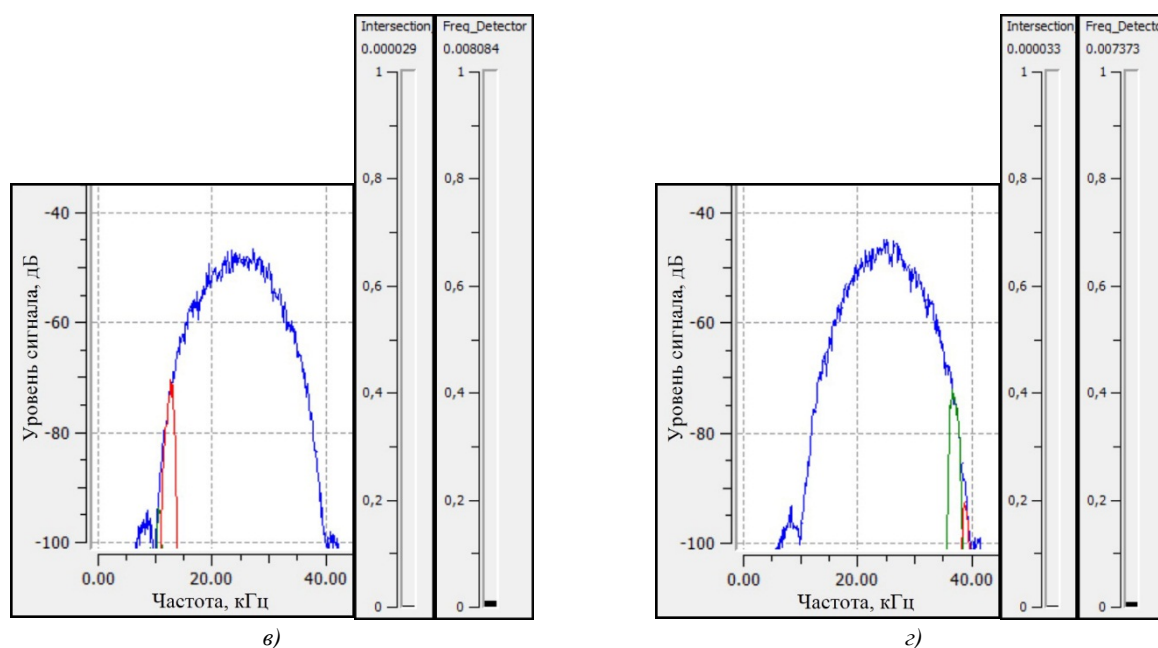 Intersection Freq_Detector
0.000029 0.008084
1 1
0,8 0,8
0,6 0,6
0,4 0,4
0,2 0,2
0 0
-40
-60
-80
-100
Уровень сигнала, дБ
0.00 20.00 40.00
Частота, кГц
в)
Intersection Freq_Detecto
0.000033 0.007373
1 1
0,8 0,8
0,6 0,6
0,4 0,4
0,2 0,2
0 0
-40
-60
-80
-100
Уровень сигнала, дБ
0.00 20.00 40.00
Частота, кГц
г)